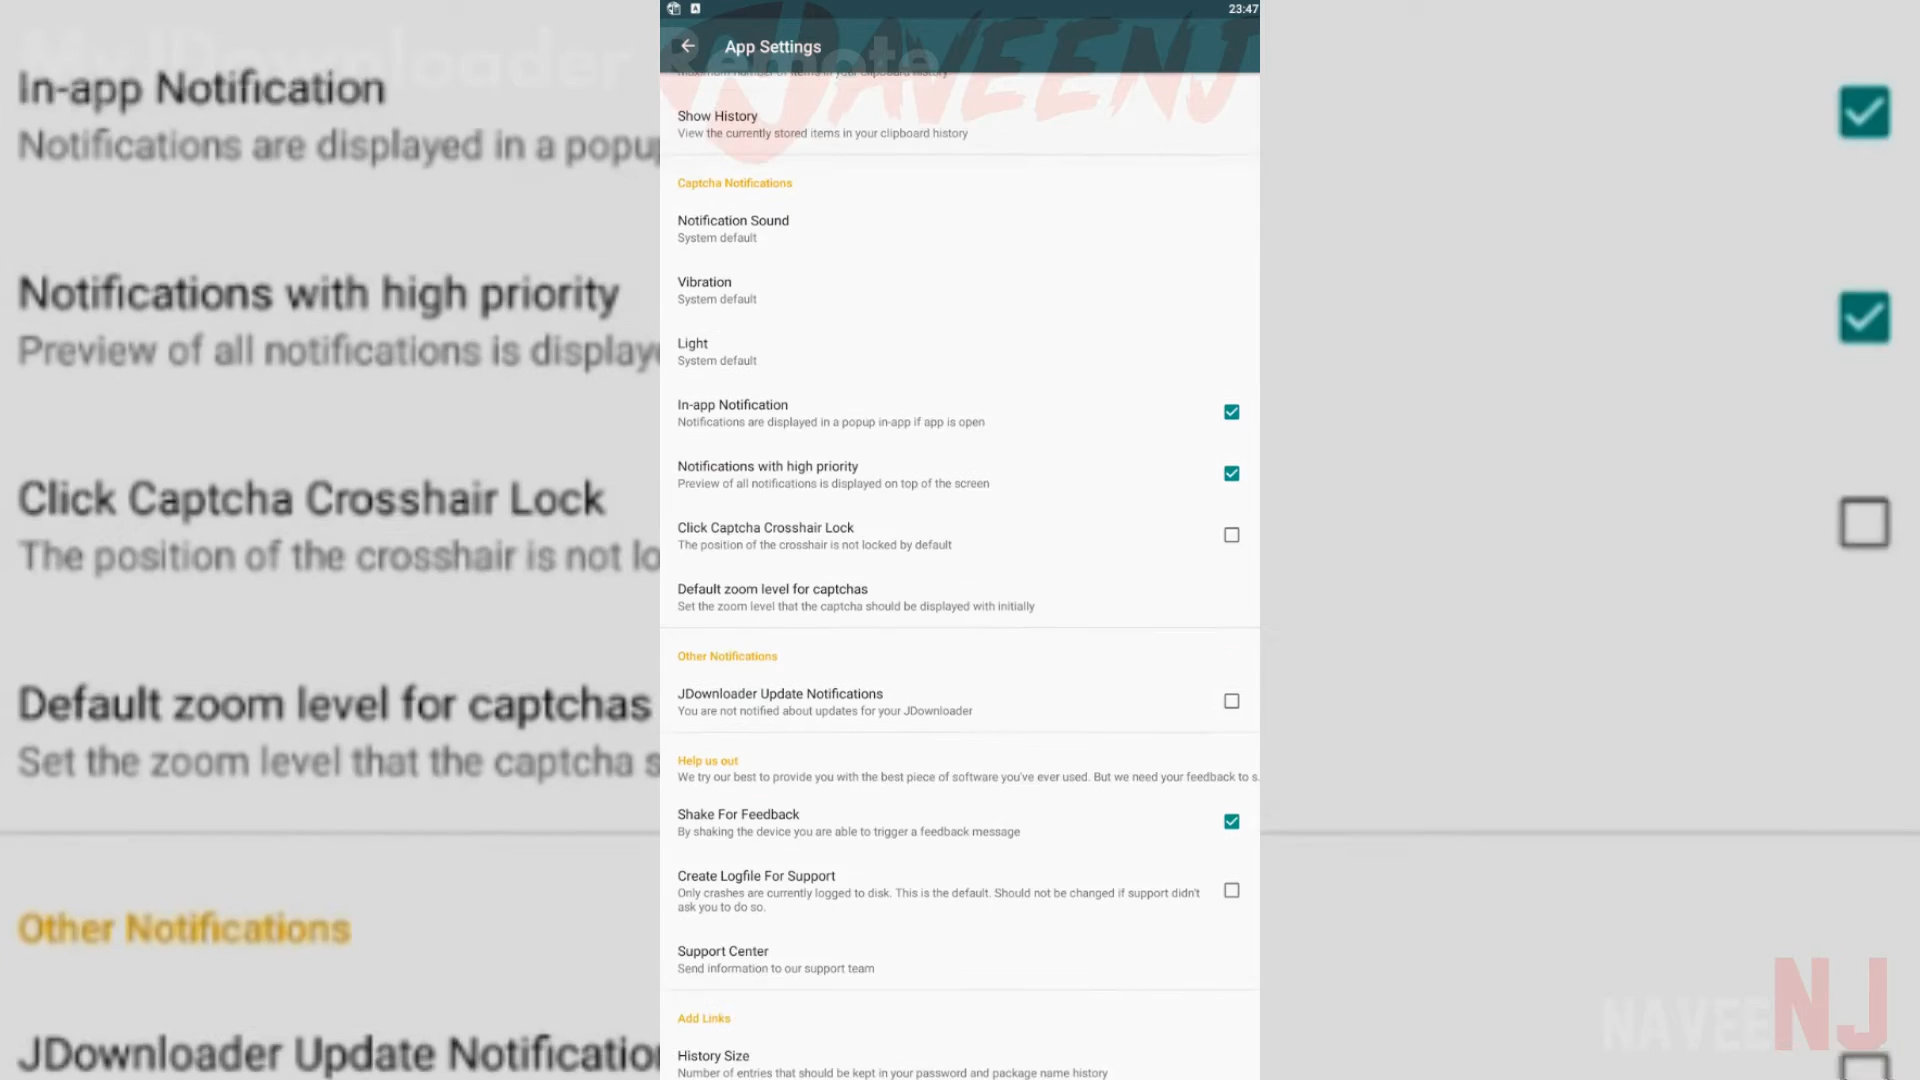 23:47
App Settings
MyJDownloader Remote
NAVEENJ
Maximum number of items in your clipboard history
Show History
View the currently stored items in your clipboard history
Captcha Notifications
Notification Sound
System default
Vibration
System default
Light
System default
In-app Notification
Notifications are displayed in a popup in-app if app is open
Notifications with high priority
Preview of all notifications is displayed on top of the screen
Click Captcha Crosshair Lock
The position of the crosshair is not locked by default
Default zoom level for captchas
Set the zoom level that the captcha should be displayed with initially
Other Notifications
JDownloader Update Notifications
You are not notified about updates for your JDownloader
Help us out
We try our best to provide you with the best piece of software you've ever used. But we need your feedback to s.
Shake For Feedback
By shaking the device you are able to trigger a feedback message
Create Logfile For Support
Only crashes are currently logged to disk. This is the default. Should not be changed if support didn't
ask you to do so.
Support Center
Send information to our support team
Add Links
History Size
Number of entries that should be kept in your password and package name history
In-app Notification
Notifications are displayed in a popu
Notifications with high priority
Preview of all notifications is display
Click Captcha Crosshair Lock
The position of the crosshair is not lo
Default zoom level for captchas
Set the zoom level that the captcha s
Other Notifications
JDownloader Update Notification
NAVEENJ